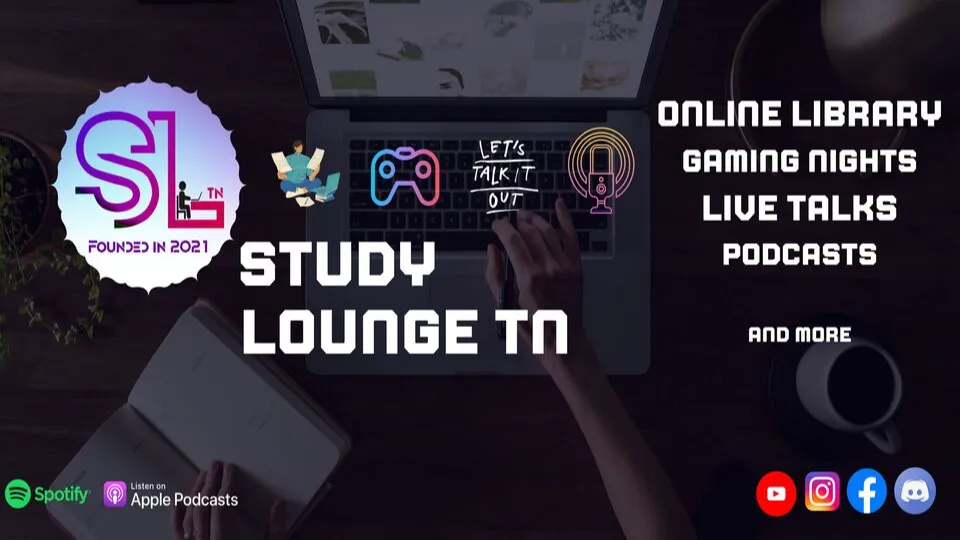 SL
TN
FOUNDED IN 2021
LET'S
TALK IT
OUT
STUDY
LOUNGE TN
ONLINE LIBRARY
GAMING NIGHTS
LIVE TALKS
PODCASTS
AND MORE
Spotify
Listen on
Apple Podcasts